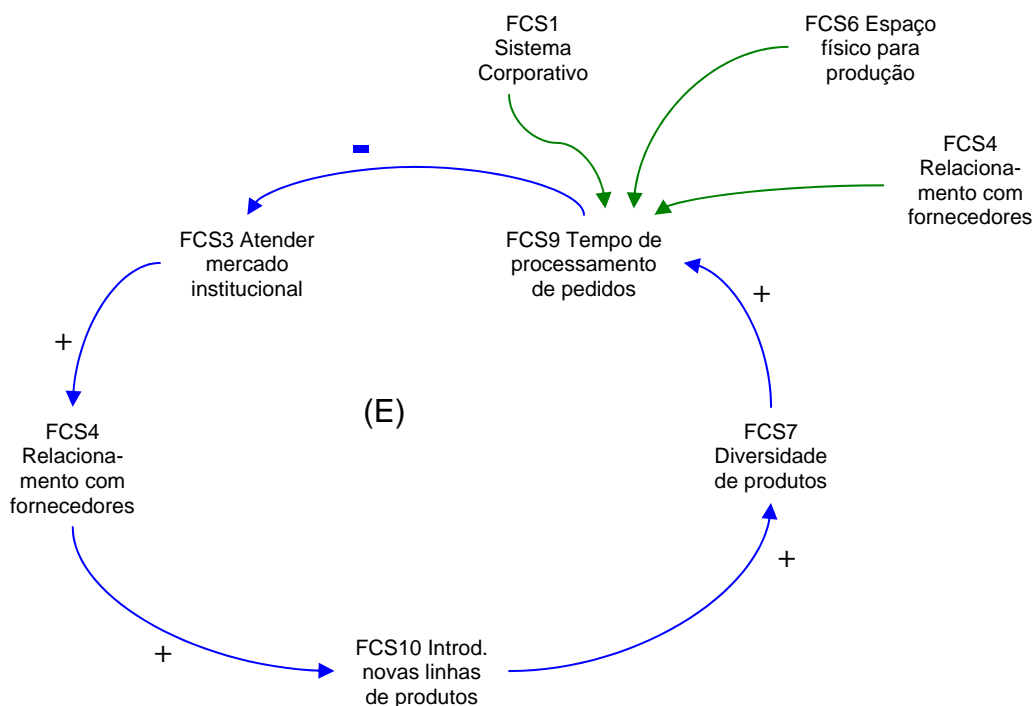 FCS1
Sistema
Corporativo
FCS6 Espaço
físico para
produção
FCS4
Relaciona-
mento com
fornecedores
-
FCS3 Atender
mercado
institucional
FCS9 Tempo de
processamento
de pedidos
+
+
(E)
FCS4
Relaciona-
mento com
fornecedores
FCS7
Diversidade
de produtos
+
+
FCS10 Introd.
novas linhas
de produtos